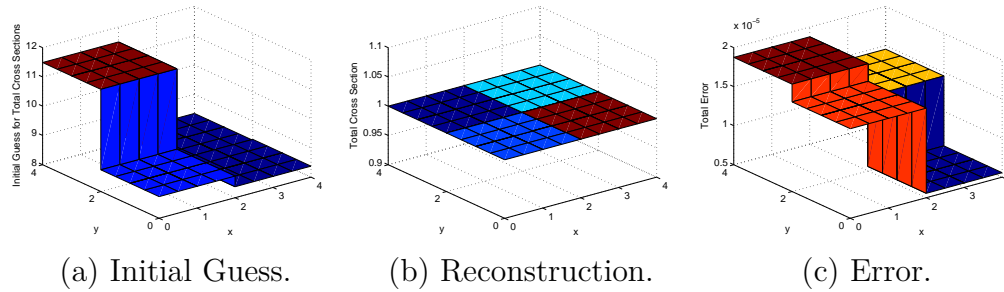 Initial Guess for Total Cross Sections
12
11
10
9
8
4
2
0
0
1
2
3
4
y
x
(a) Initial Guess.
Total Cross Section
1.1
1.05
1
0.95
0.9
4
2
0
0
1
2
3
4
y
x
(b) Reconstruction.
x 10⁻⁵
Total Error
2
1.5
1
0.5
4
2
0
0
1
2
3
4
y
x
(c) Error.